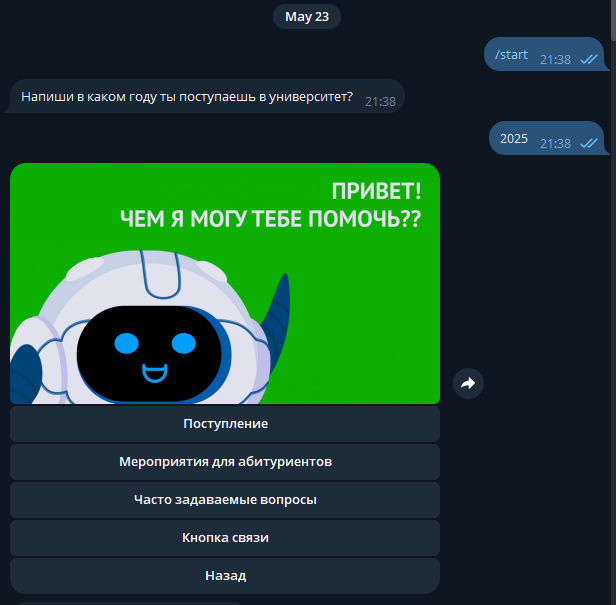 May 23
/start 21:38
Напиши в каком году ты поступаешь в университет? 21:38
2025 21:38
ПРИВЕТ!
ЧЕМ Я МОГУ ТЕБЕ ПОМОЧЬ??
Поступление
Мероприятия для абитуриентов
Часто задаваемые вопросы
Кнопка связи
Назад